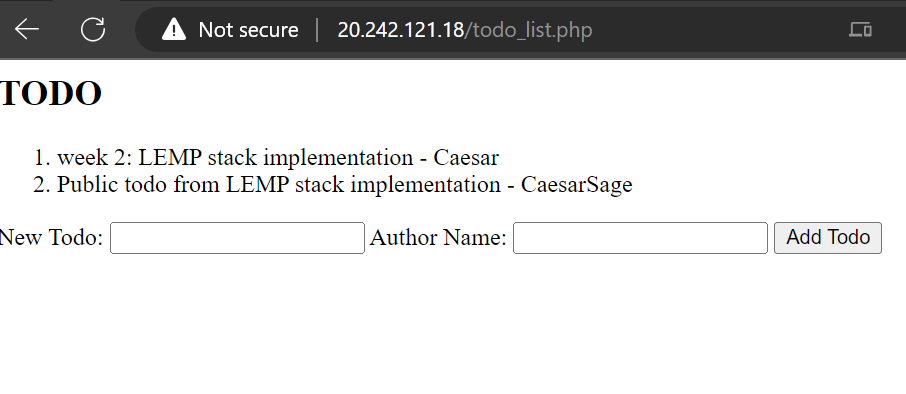 Not secure | 20.242.121.18/todo_list.php
TODO
1. week 2: LEMP stack implementation - Caesar
2. Public todo from LEMP stack implementation - CaesarSage
New Todo: Author Name: Add Todo